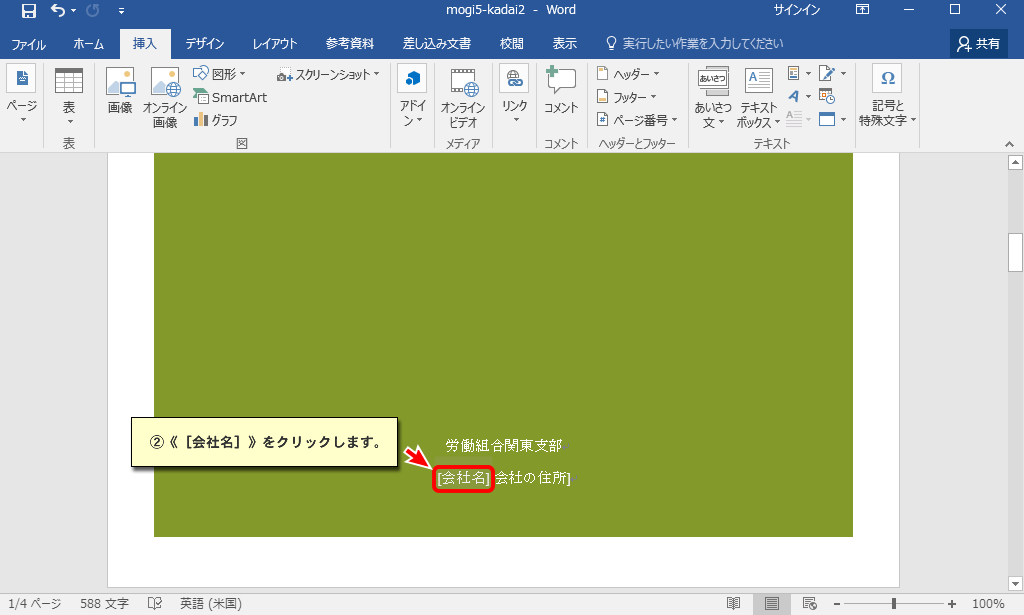 mogi5-kadai2 - Word
サインイン
ファイル
ホーム
挿入
デザイン
レイアウト
参考資料
差し込み文書
校閲
表示
実行したい作業を入力してください
共有
ページ
表
表
画像
オンライン
画像
図形
SmartArt
グラフ
スクリーンショット
図
アドイ
ン
オンライン
ビデオ
メディア
リンク
コメント
コメント
ヘッダー
フッター
ページ番号
ヘッダーとフッター
あいさつ
あいさつ
文
A
テキスト
ボックス
A
A
テキスト
Ω
記号と
特殊文字
②《［会社名］》をクリックします。
労働組合関東支部
[会社名] 会社の住所]
1/4 ページ
588 文字
英語 (米国)
100%